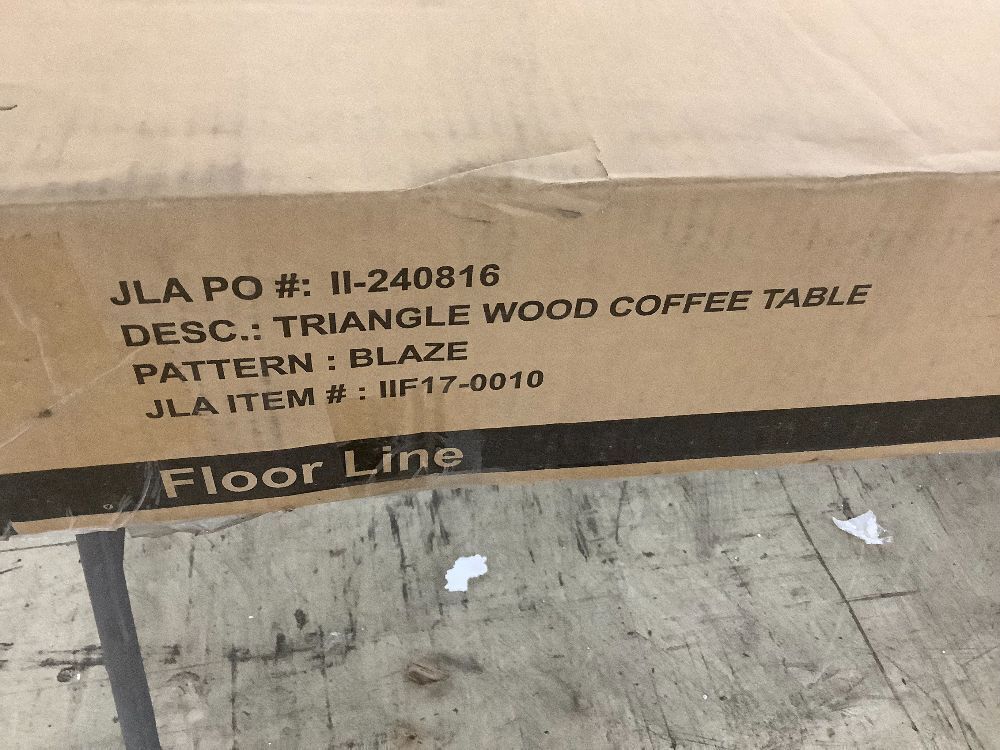 JLA PO #: II-240816
DESC.: TRIANGLE WOOD COFFEE TABLE
PATTERN : BLAZE
JLA ITEM # : IIF17-0010
Floor Line